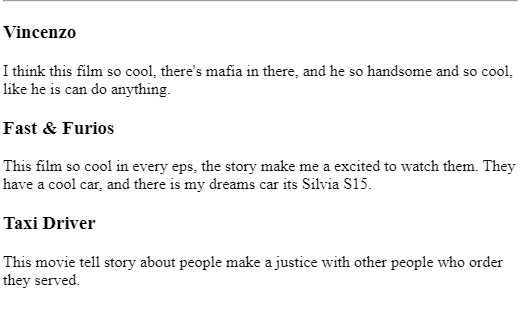 Vincenzo
I think this film so cool, there's mafia in there, and he so handsome and so cool,
like he is can do anything.
Fast & Furios
This film so cool in every eps, the story make me a excited to watch them. They
have a cool car, and there is my dreams car its Silvia S15.
Taxi Driver
This movie tell story about people make a justice with other people who order
they served.